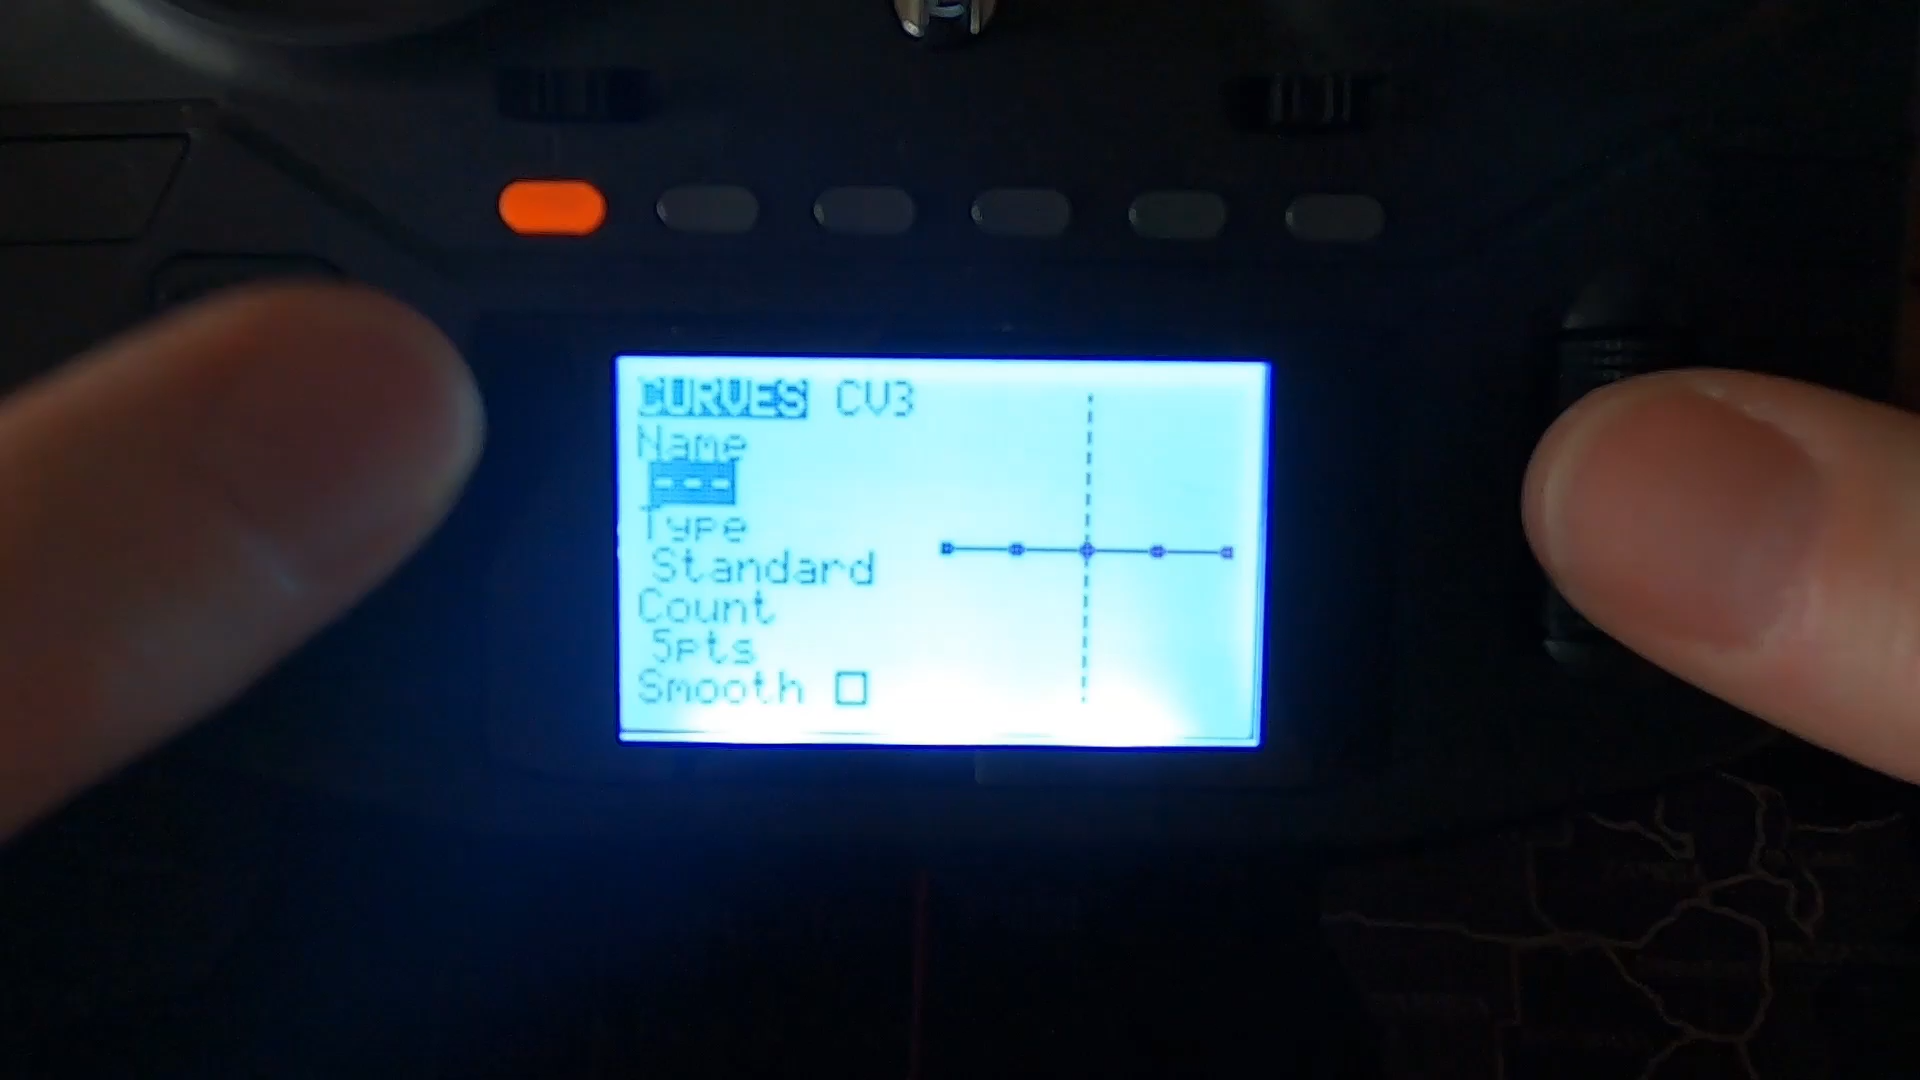 CURVES CV3
Name
---
Type
Standard
Count
5pts
Smooth